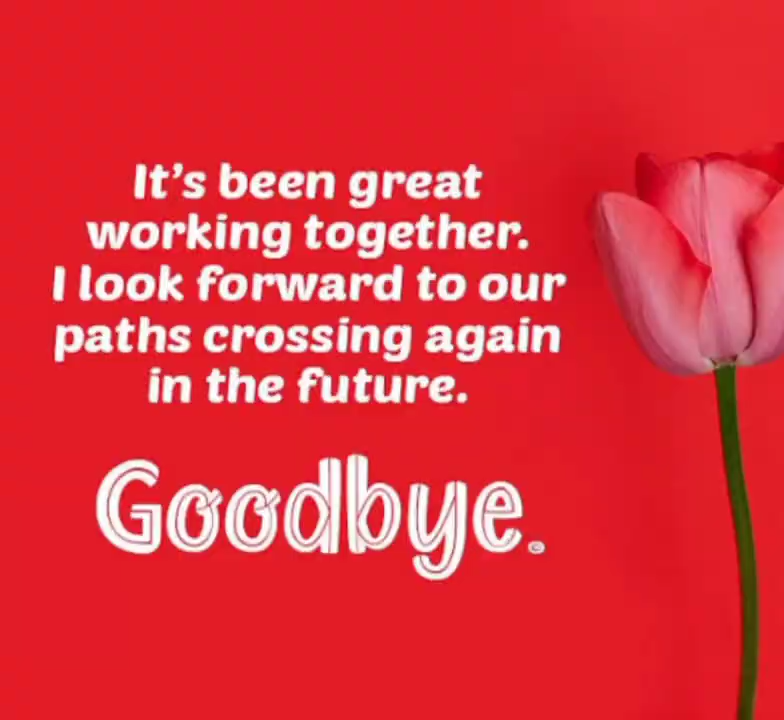 It’s been great
working together.
I look forward to our
paths crossing again
in the future.
Goodbye.